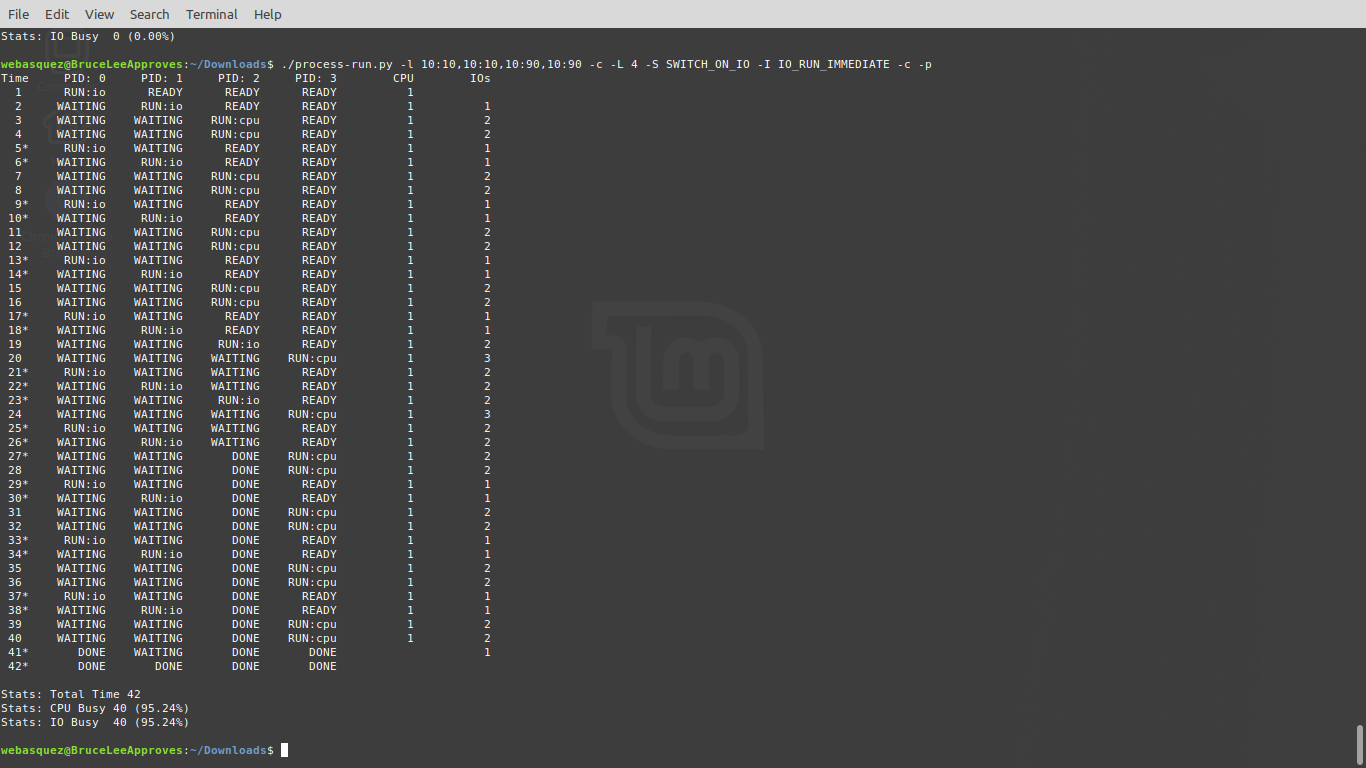 File Edit View Search Terminal Help
Stats: IO Busy  0 (0.00%)
webasquez@BruceLeeApproves:~/Downloads$ ./process-run.py -l 10:10,10:10,10:90,10:90 -c -L 4 -S SWITCH_ON_IO -I IO_RUN_IMMEDIATE -c -p
Time     PID: 0     PID: 1     PID: 2     PID: 3        CPU        IOs
  1      RUN:io      READY      READY      READY          1
  2     WAITING     RUN:io      READY      READY          1          1
  3     WAITING    WAITING    RUN:cpu      READY          1          2
  4     WAITING    WAITING    RUN:cpu      READY          1          2
  5*     RUN:io    WAITING      READY      READY          1          1
  6*    WAITING     RUN:io      READY      READY          1          1
  7     WAITING    WAITING    RUN:cpu      READY          1          2
  8     WAITING    WAITING    RUN:cpu      READY          1          2
  9*     RUN:io    WAITING      READY      READY          1          1
 10*    WAITING     RUN:io      READY      READY          1          1
 11     WAITING    WAITING    RUN:cpu      READY          1          2
 12     WAITING    WAITING    RUN:cpu      READY          1          2
 13*     RUN:io    WAITING      READY      READY          1          1
 14*    WAITING     RUN:io      READY      READY          1          1
 15     WAITING    WAITING    RUN:cpu      READY          1          2
 16     WAITING    WAITING    RUN:cpu      READY          1          2
 17*     RUN:io    WAITING      READY      READY          1          1
 18*    WAITING     RUN:io      READY      READY          1          1
 19     WAITING    WAITING     RUN:io      READY          1          2
 20     WAITING    WAITING    WAITING    RUN:cpu          1          3
 21*     RUN:io    WAITING    WAITING      READY          1          2
 22*    WAITING     RUN:io    WAITING      READY          1          2
 23*    WAITING    WAITING     RUN:io      READY          1          2
 24     WAITING    WAITING    WAITING    RUN:cpu          1          3
 25*     RUN:io    WAITING    WAITING      READY          1          2
 26*    WAITING     RUN:io    WAITING      READY          1          2
 27*    WAITING    WAITING       DONE    RUN:cpu          1          2
 28     WAITING    WAITING       DONE    RUN:cpu          1          2
 29*     RUN:io    WAITING       DONE      READY          1          1
 30*    WAITING     RUN:io       DONE      READY          1          1
 31     WAITING    WAITING       DONE    RUN:cpu          1          2
 32     WAITING    WAITING       DONE    RUN:cpu          1          2
 33*     RUN:io    WAITING       DONE      READY          1          1
 34*    WAITING     RUN:io       DONE      READY          1          1
 35     WAITING    WAITING       DONE    RUN:cpu          1          2
 36     WAITING    WAITING       DONE    RUN:cpu          1          2
 37*     RUN:io    WAITING       DONE      READY          1          1
 38*    WAITING     RUN:io       DONE      READY          1          1
 39     WAITING    WAITING       DONE    RUN:cpu          1          2
 40     WAITING    WAITING       DONE    RUN:cpu          1          2
 41*       DONE    WAITING       DONE       DONE                     1
 42*       DONE       DONE       DONE       DONE
Stats: Total Time 42
Stats: CPU Busy 40 (95.24%)
Stats: IO Busy  40 (95.24%)
webasquez@BruceLeeApproves:~/Downloads$